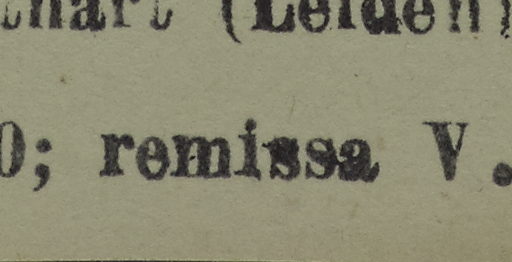 (Leiden)
0; remissa V.